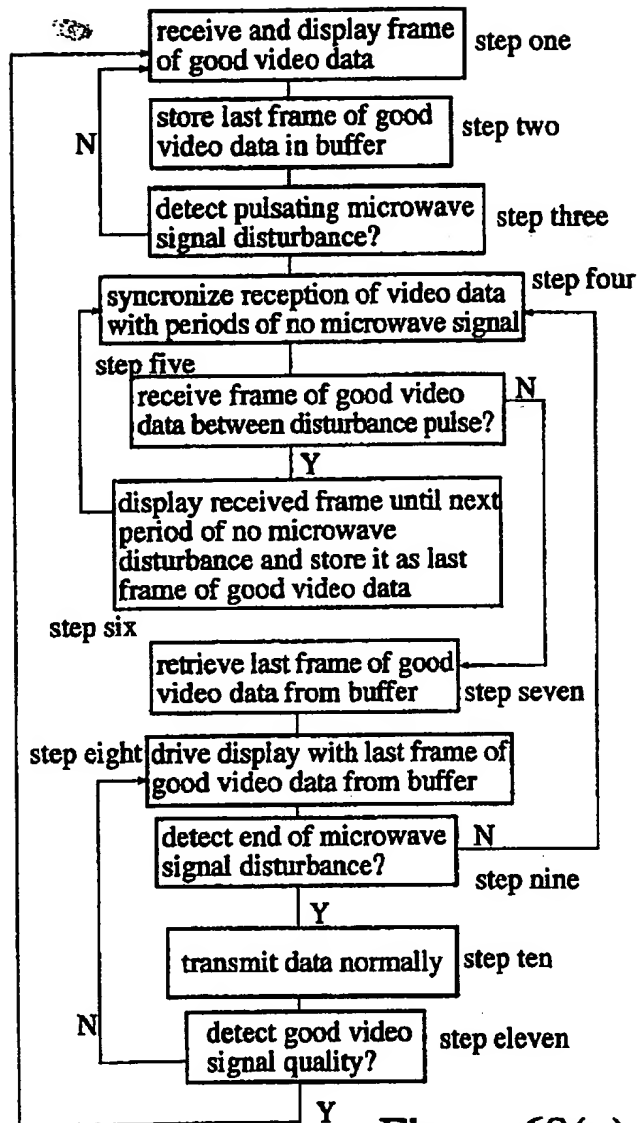 receive and display frame
of good video data
step one
N
store last frame of good
video data in buffer
step two
detect pulsating microwave
signal disturbance?
step three
step four
syncronize reception of video data
with periods of no microwave signal
step five
receive frame of good video
data between disturbance pulse?
N
Y
display received frame until next
period of no microwave
disturbance and store it as last
frame of good video data
step six
retrieve last frame of good
video data from buffer
step seven
step eight
drive display with last frame of
good video data from buffer
detect end of microwave
signal disturbance?
N
step nine
Y
transmit data normally
step ten
N
detect good video
signal quality?
step eleven
Y